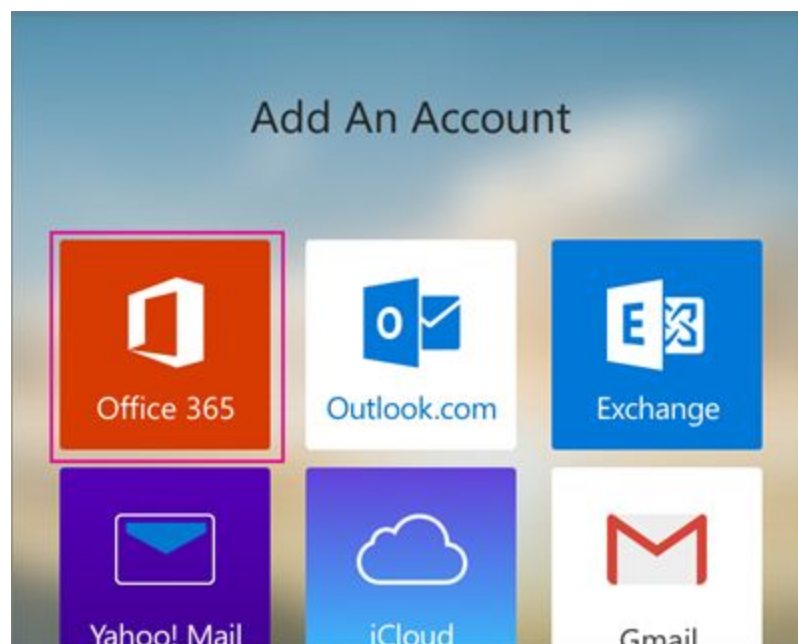 Add An Account
Office 365
Outlook.com
Exchange
Yahoo! Mail
iCloud
Gmail